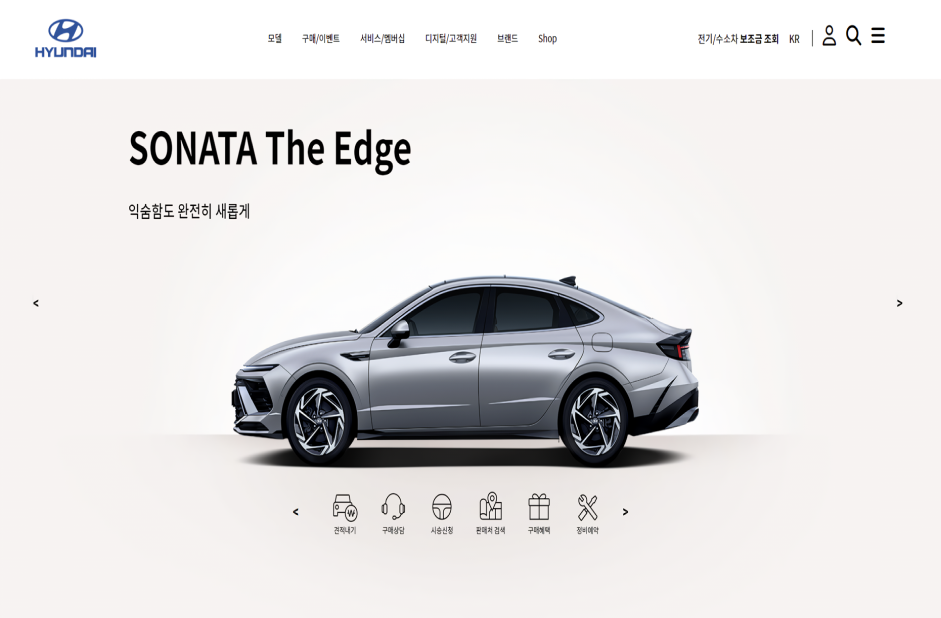 HYUNDAI
모델 구매/이벤트 서비스/멤버십 디지털/고객지원 브랜드 Shop
전기/수소차 보조금 조회 KR
SONATA The Edge
익숨함도 완전히 새롭게
< >
< >
견적내기 구매상담 시승신청 판매처 검색 구매혜택 정비예약